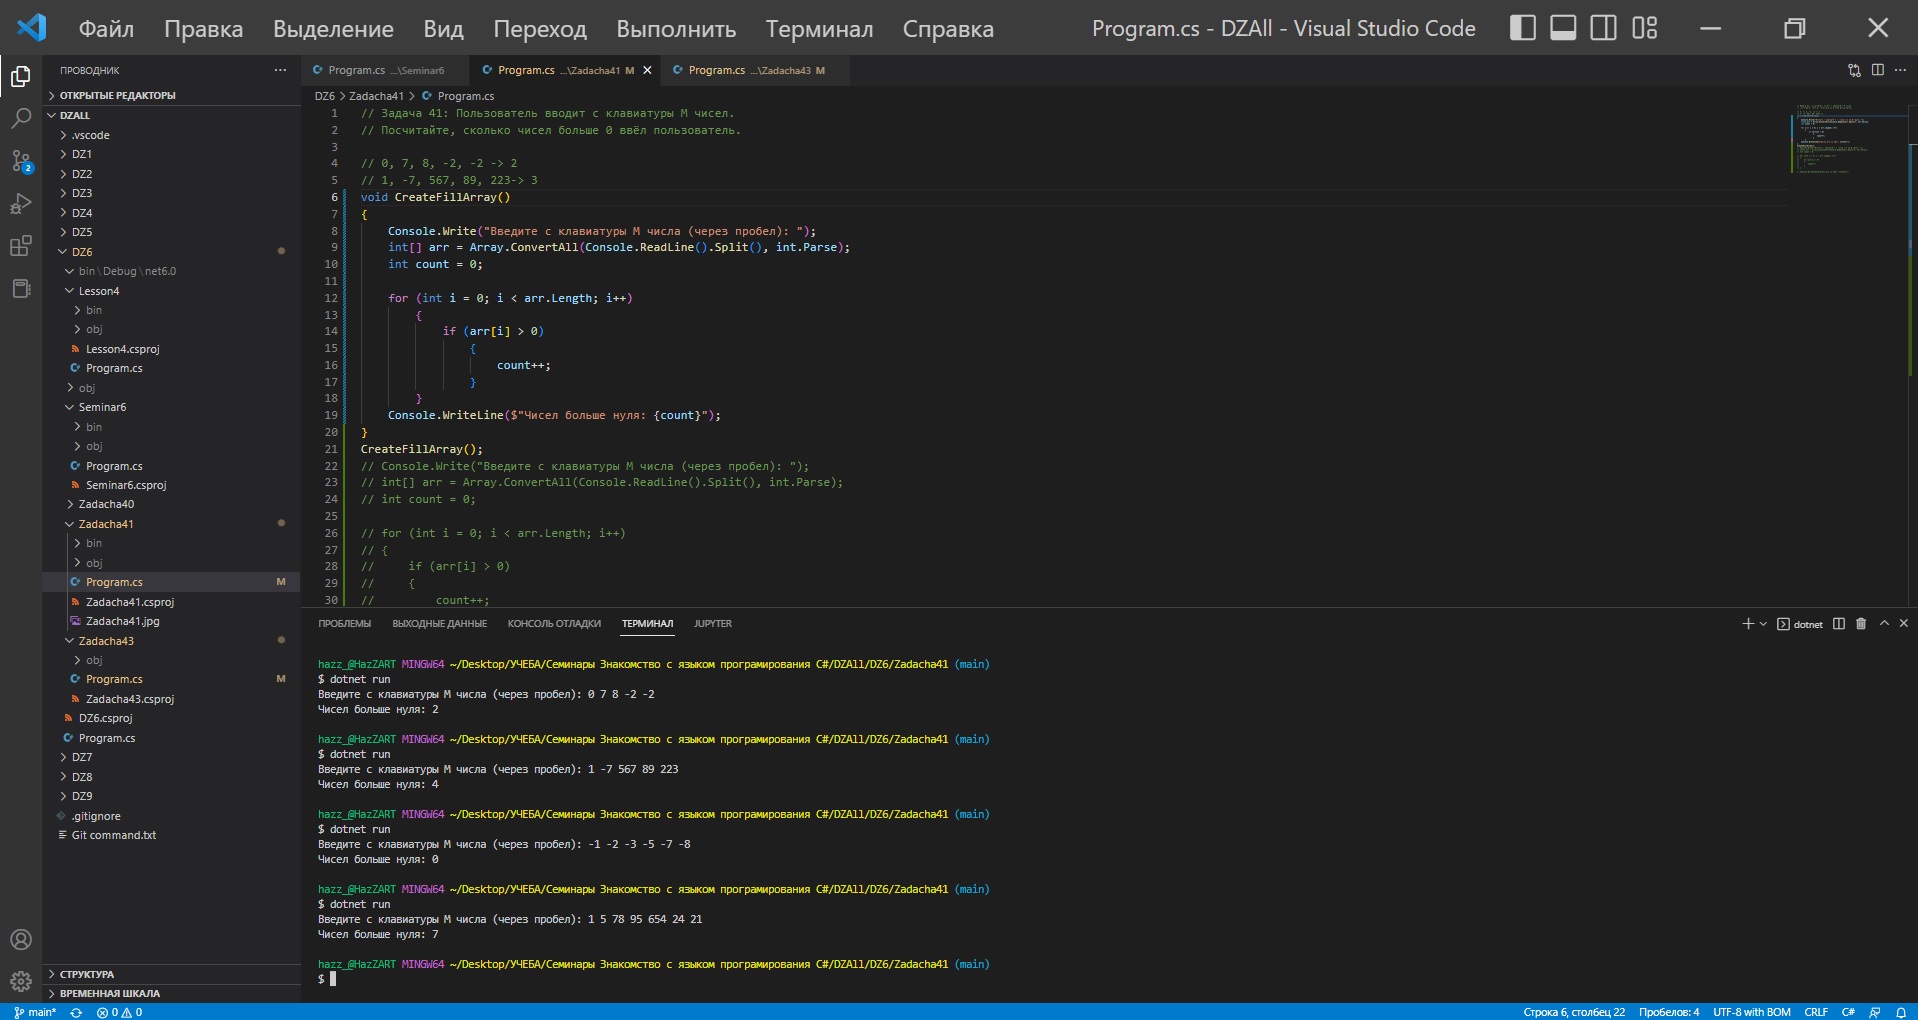 Файл Правка Выделение Вид Переход Выполнить Терминал Справка Program.cs - DZAll - Visual Studio Code
ПРОВОДНИК ...
ОТКРЫТЫЕ РЕДАКТОРЫ
DZALL
.vscode
DZ1
DZ2
DZ3
DZ4
DZ5
DZ6
bin\Debug\net6.0
Lesson4
bin
obj
Lesson4.csproj
Program.cs
obj
Seminar6
bin
obj
Program.cs
Seminar6.csproj
Zadacha40
Zadacha41
bin
obj
Program.cs M
Zadacha41.csproj
Zadacha41.jpg
Zadacha43
obj
Program.cs M
Zadacha43.csproj
DZ6.csproj
Program.cs
DZ7
DZ8
DZ9
.gitignore
Git command.txt
СТРУКТУРА
ВРЕМЕННАЯ ШКАЛА
2
Program.cs ...\Seminar6 Program.cs ...\Zadacha41 M Program.cs ...\Zadacha43 M
DZ6 > Zadacha41 > Program.cs
1 // Задача 41: Пользователь вводит с клавиатуры M чисел.
2 // Посчитайте, сколько чисел больше 0 ввёл пользователь.
3
4 // 0, 7, 8, -2, -2 -> 2
5 // 1, -7, 567, 89, 223-> 3
6 void CreateFillArray()
7 {
8 Console.Write("Введите с клавиатуры M числа (через пробел): ");
9 int[] arr = Array.ConvertAll(Console.ReadLine().Split(), int.Parse);
10 int count = 0;
11
12 for (int i = 0; i < arr.Length; i++)
13 {
14 if (arr[i] > 0)
15 {
16 count++;
17 }
18 }
19 Console.WriteLine($"Чисел больше нуля: {count}");
20 }
21 CreateFillArray();
22 // Console.Write("Введите с клавиатуры M числа (через пробел): ");
23 // int[] arr = Array.ConvertAll(Console.ReadLine().Split(), int.Parse);
24 // int count = 0;
25
26 // for (int i = 0; i < arr.Length; i++)
27 // {
28 // if (arr[i] > 0)
29 // {
30 // count++;
ПРОБЛЕМЫ ВЫХОДНЫЕ ДАННЫЕ КОНСОЛЬ ОТЛАДКИ ТЕРМИНАЛ JUPYTER dotnet
hazz_@HazZART MINGW64 ~/Desktop/УЧЕБА/Семинары Знакомство с языком програмирования C#/DZAll/DZ6/Zadacha41 (main)
$ dotnet run
Введите с клавиатуры M числа (через пробел): 0 7 8 -2 -2
Чисел больше нуля: 2
hazz_@HazZART MINGW64 ~/Desktop/УЧЕБА/Семинары Знакомство с языком програмирования C#/DZAll/DZ6/Zadacha41 (main)
$ dotnet run
Введите с клавиатуры M числа (через пробел): 1 -7 567 89 223
Чисел больше нуля: 4
hazz_@HazZART MINGW64 ~/Desktop/УЧЕБА/Семинары Знакомство с языком програмирования C#/DZAll/DZ6/Zadacha41 (main)
$ dotnet run
Введите с клавиатуры M числа (через пробел): -1 -2 -3 -5 -7 -8
Чисел больше нуля: 0
hazz_@HazZART MINGW64 ~/Desktop/УЧЕБА/Семинары Знакомство с языком програмирования C#/DZAll/DZ6/Zadacha41 (main)
$ dotnet run
Введите с клавиатуры M числа (через пробел): 1 5 78 95 654 24 21
Чисел больше нуля: 7
hazz_@HazZART MINGW64 ~/Desktop/УЧЕБА/Семинары Знакомство с языком програмирования C#/DZAll/DZ6/Zadacha41 (main)
$
main* 0 0 Строка 6, столбец 22 Пробелов: 4 UTF-8 with BOM CRLF C#